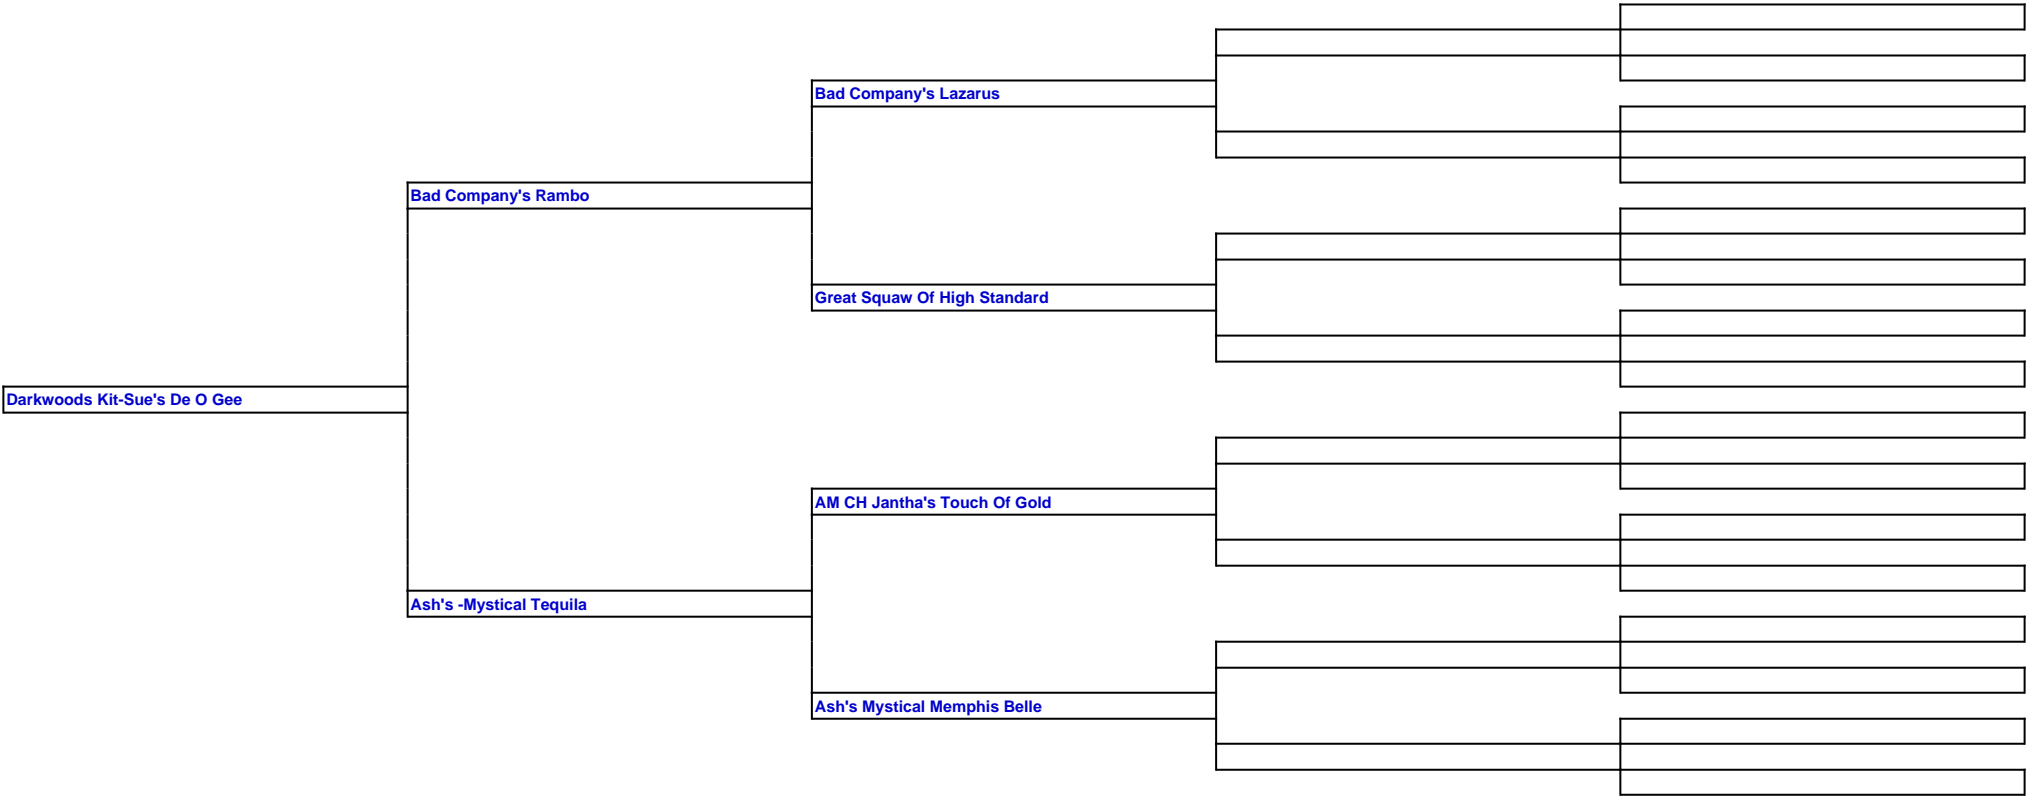 Bad Company's Lazarus
Bad Company's Rambo
Great Squaw Of High Standard
Darkwoods Kit-Sue's De O Gee
AM CH Jantha's Touch Of Gold
Ash's -Mystical Tequila
Ash's Mystical Memphis Belle